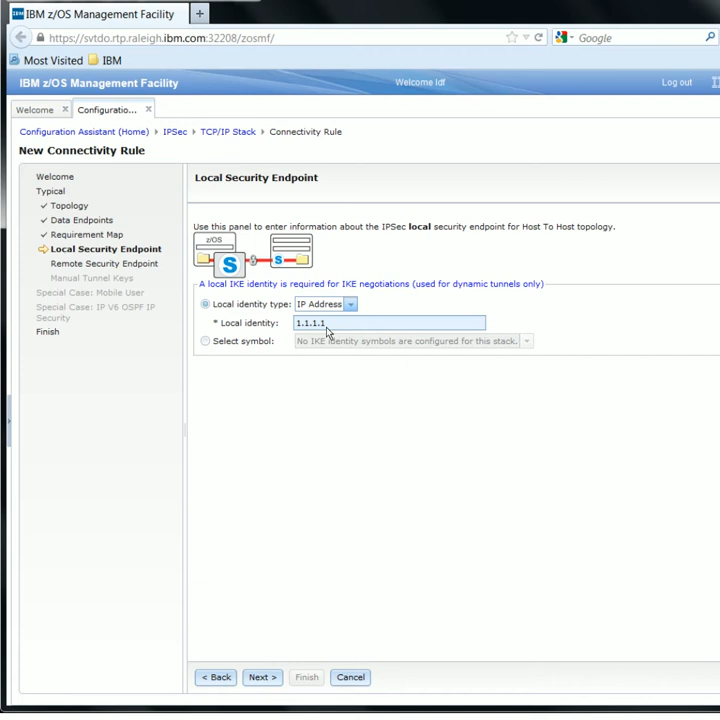 IBM z/OS Management Facility
https://svtdo.rtp.raleigh.ibm.com:32208/zosmf/
Google
Most Visited
IBM
IBM z/OS Management Facility
Welcome ldf
Log out
Welcome
Configuratio...
Configuration Assistant (Home)
IPSec
TCP/IP Stack
Connectivity Rule
New Connectivity Rule
Welcome
Typical
Topology
Data Endpoints
Requirement Map
Local Security Endpoint
Remote Security Endpoint
Manual Tunnel Keys
Special Case: Mobile User
Special Case: IP V6 OSPF IP
Security
Finish
Local Security Endpoint
Use this panel to enter information about the IPSec local security endpoint for Host To Host topology.
z/OS
S
S
A local IKE identity is required for IKE negotiations (used for dynamic tunnels only)
Local identity type: IP Address
* Local identity: 1.1.1.1
Select symbol: No IKE identity symbols are configured for this stack.
< Back
Next >
Finish
Cancel